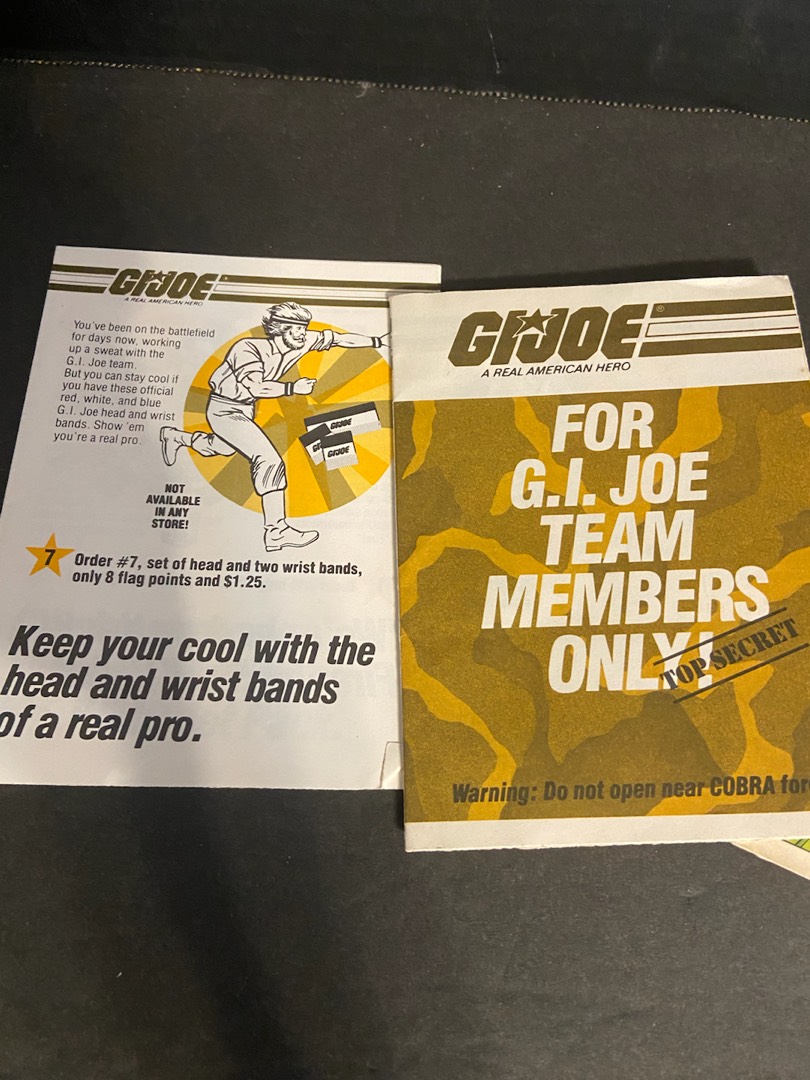 GIJOE
A REAL AMERICAN HERO
You've been on the battlefield
for days now, working
up a sweat with the
G.I. Joe team.
But you can stay cool if
you have these official
red, white, and blue
G.I. Joe head and wrist
bands. Show 'em
you're a real pro.
GIJOE
GI
GIJOE
NOT
AVAILABLE
IN ANY
STORE!
7
Order #7, set of head and two wrist bands,
only 8 flag points and $1.25.
Keep your cool with the
head and wrist bands
of a real pro.
GIJOE®
A REAL AMERICAN HERO
FOR
G.I. JOE
TEAM
MEMBERS
ONLY!
TOP SECRET
Warning: Do not open near COBRA for